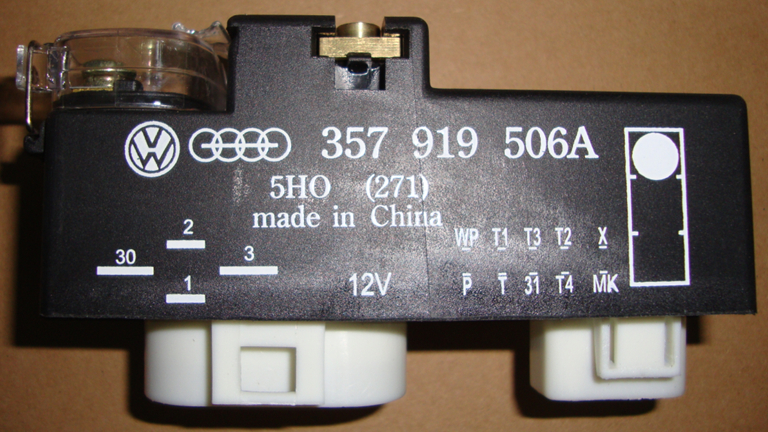 357 919 506A
5HO (271)
made in China
WP T1 T3 T2 X
P T 31 T4 MK
2
30 3
1
12V